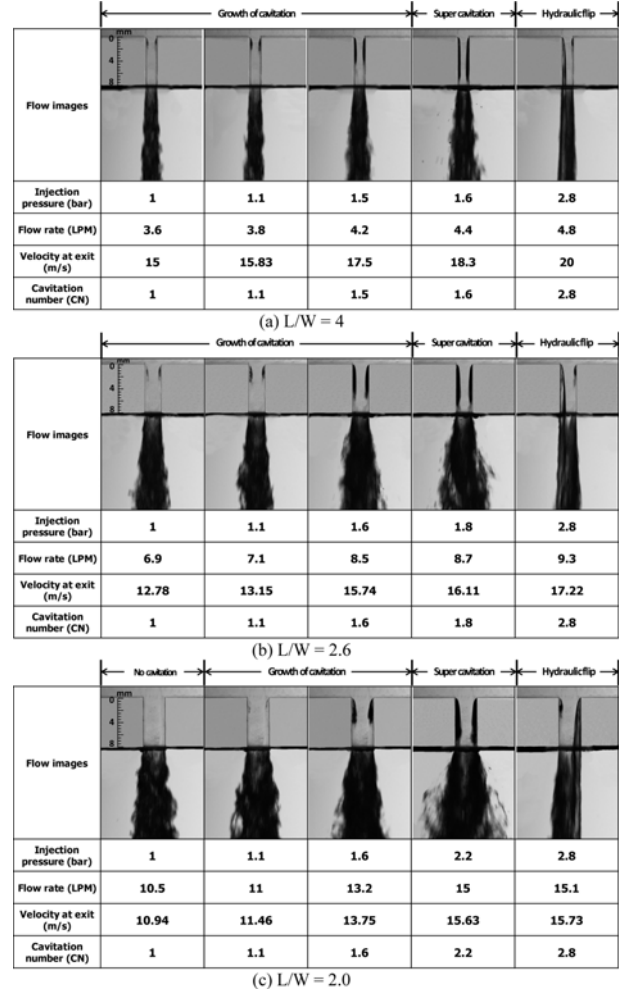 Growth of cavitation Super cavitation Hydraulic flip
mm
0
4
8
Flow images
Injection pressure (bar) 1 1.1 1.5 1.6 2.8
Flow rate (LPM) 3.6 3.8 4.2 4.4 4.8
Velocity at exit (m/s) 15 15.83 17.5 18.3 20
Cavitation number (CN) 1 1.1 1.5 1.6 2.8
(a) L/W = 4
Growth of cavitation Super cavitation Hydraulic flip
mm
0
4
8
Flow images
Injection pressure (bar) 1 1.1 1.6 1.8 2.8
Flow rate (LPM) 6.9 7.1 8.5 8.7 9.3
Velocity at exit (m/s) 12.78 13.15 15.74 16.11 17.22
Cavitation number (CN) 1 1.1 1.6 1.8 2.8
(b) L/W = 2.6
No cavitation Growth of cavitation Super cavitation Hydraulic flip
mm
0
4
8
Flow images
Injection pressure (bar) 1 1.1 1.6 2.2 2.8
Flow rate (LPM) 10.5 11 13.2 15 15.1
Velocity at exit (m/s) 10.94 11.46 13.75 15.63 15.73
Cavitation number (CN) 1 1.1 1.6 2.2 2.8
(c) L/W = 2.0